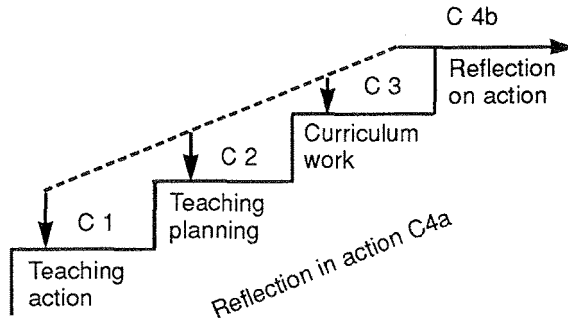 C 4b
Reflection
on action
C 3
Curriculum
work
C 2
Teaching
planning
C 1
Teaching
action
Reflection in action C4a